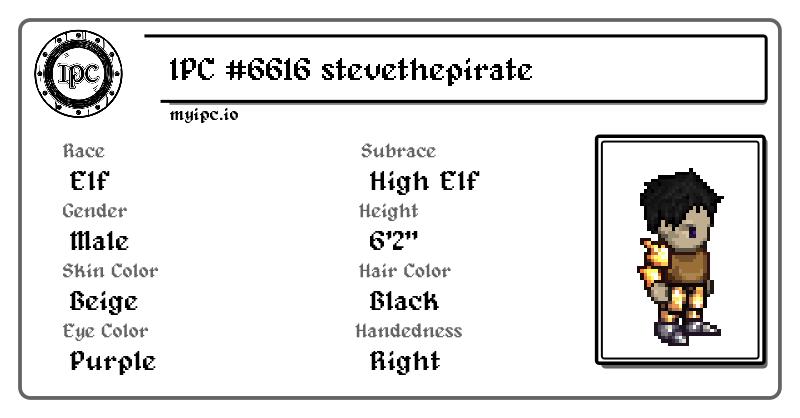 IPC
IPC #6616 stevethepirate
myipc.io
Race
Elf
Subrace
High Elf
Gender
Male
Height
6'2"
Skin Color
Beige
Hair Color
Black
Eye Color
Purple
Handedness
Right